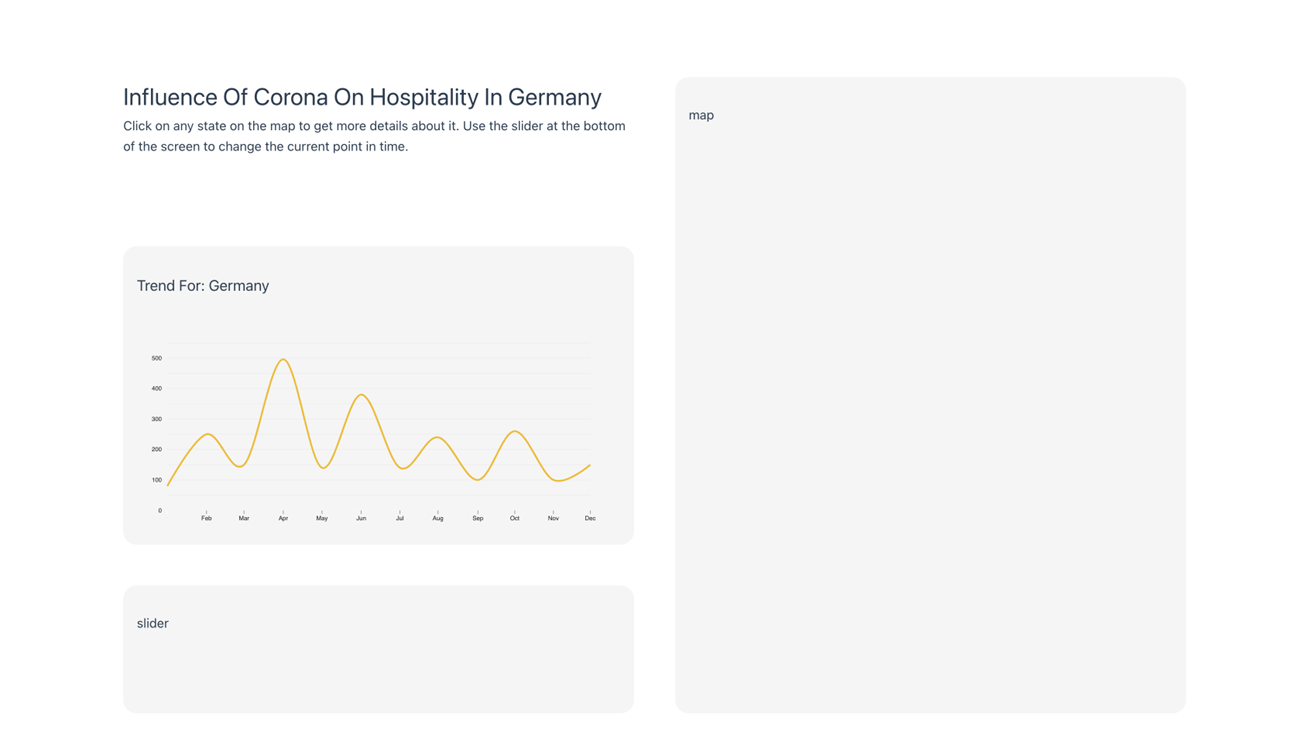 Influence Of Corona On Hospitality In Germany
Click on any state on the map to get more details about it. Use the slider at the bottom
of the screen to change the current point in time.
Trend For: Germany
500
400
300
200
100
0
Feb Mar Apr May Jun Jul Aug Sep Oct Nov Dec
slider
map